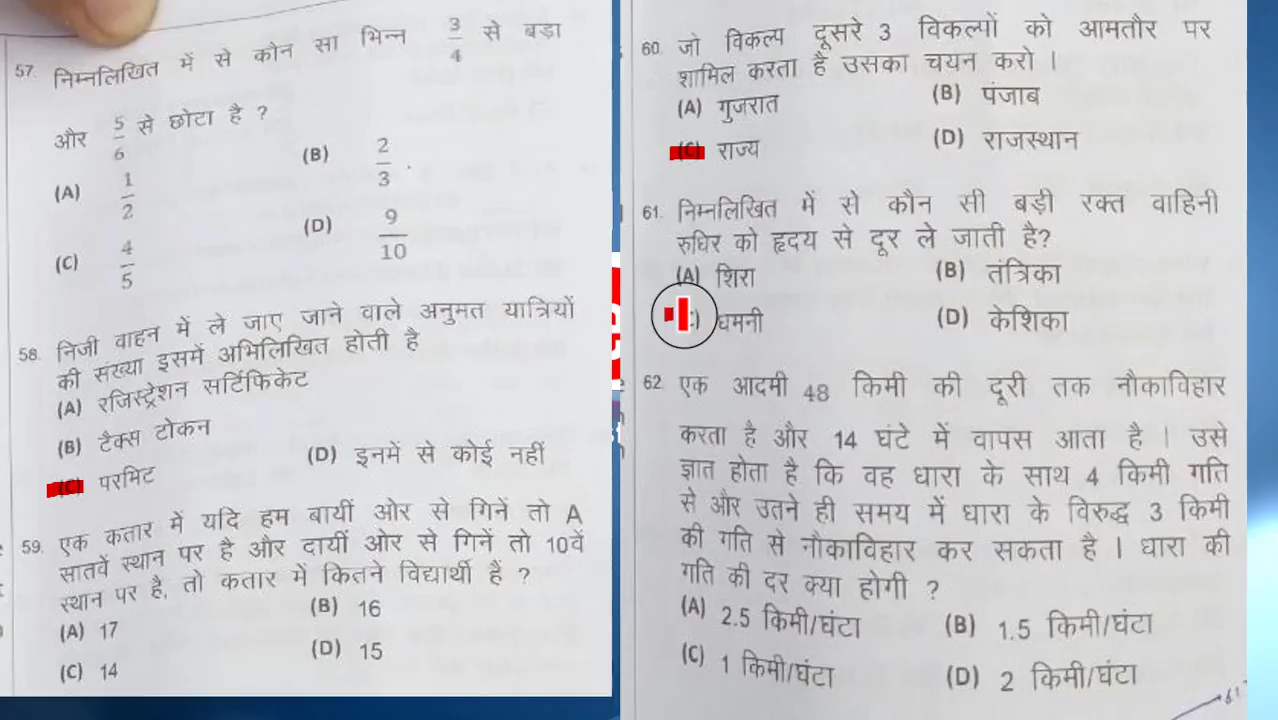 57. निम्नलिखित में से कौन सा भिन्न 3/4 से बड़ा
और 5/6 से छोटा है ?
(A) 1/2
(B) 2/3
(C) 4/5
(D) 9/10
58. निजी वाहन में ले जाए जाने वाले अनुमत यात्रियों
की संख्या इसमें अभिलिखित होती है
(A) रजिस्ट्रेशन सर्टिफिकेट
(B) टैक्स टोकन
(C) परमिट
(D) इनमें से कोई नहीं
59. एक कतार में यदि हम बायीं ओर से गिनें तो A
सातवें स्थान पर है और दायीं ओर से गिनें तो 10वें
स्थान पर है, तो कतार में कितने विद्यार्थी हैं ?
(A) 17
(B) 16
(C) 14
(D) 15
60. जो विकल्प दूसरे 3 विकल्पों को आमतौर पर
शामिल करता है उसका चयन करो ।
(A) गुजरात
(B) पंजाब
(C) राज्य
(D) राजस्थान
61. निम्नलिखित में से कौन सी बड़ी रक्त वाहिनी
रुधिर को हृदय से दूर ले जाती है?
(A) शिरा
(B) तंत्रिका
धमनी
(D) केशिका
62 एक आदमी 48 किमी की दूरी तक नौकाविहार
करता है और 14 घंटे में वापस आता है । उसे
ज्ञात होता है कि वह धारा के साथ 4 किमी गति
से और उतने ही समय में धारा के विरुद्ध 3 किमी
की गति से नौकाविहार कर सकता है । धारा की
गति की दर क्या होगी ?
(A) 2.5 किमी/घंटा
(B) 1.5 किमी/घंटा
(C) 1 किमी/घंटा
(D) 2 किमी/घंटा